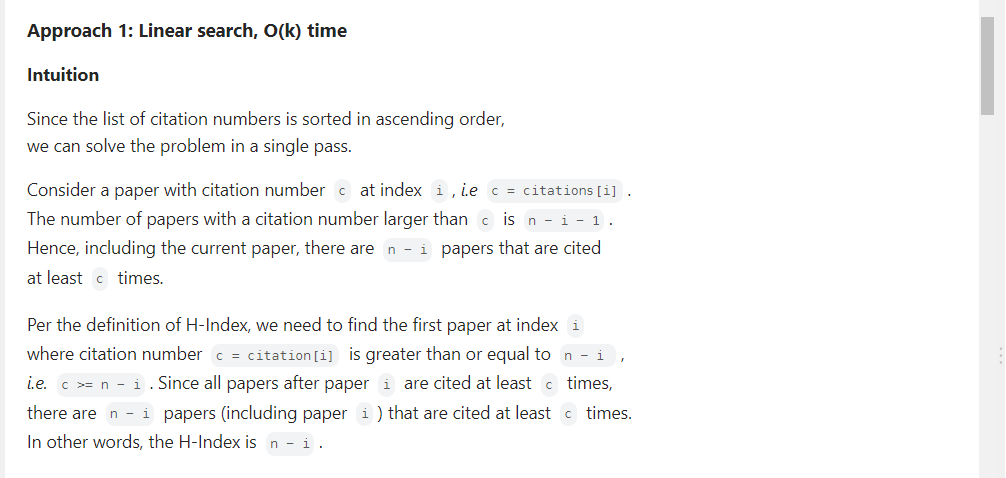 Approach 1: Linear search, O(k) time
Intuition
Since the list of citation numbers is sorted in ascending order,
we can solve the problem in a single pass.
Consider a paper with citation number c at index i , i.e c = citations[i] .
The number of papers with a citation number larger than c is n - i - 1 .
Hence, including the current paper, there are n - i papers that are cited
at least c times.
Per the definition of H-Index, we need to find the first paper at index i
where citation number c = citation[i] is greater than or equal to n - i ,
i.e. c >= n - i . Since all papers after paper i are cited at least c times,
there are n - i papers (including paper i ) that are cited at least c times.
In other words, the H-Index is n - i .